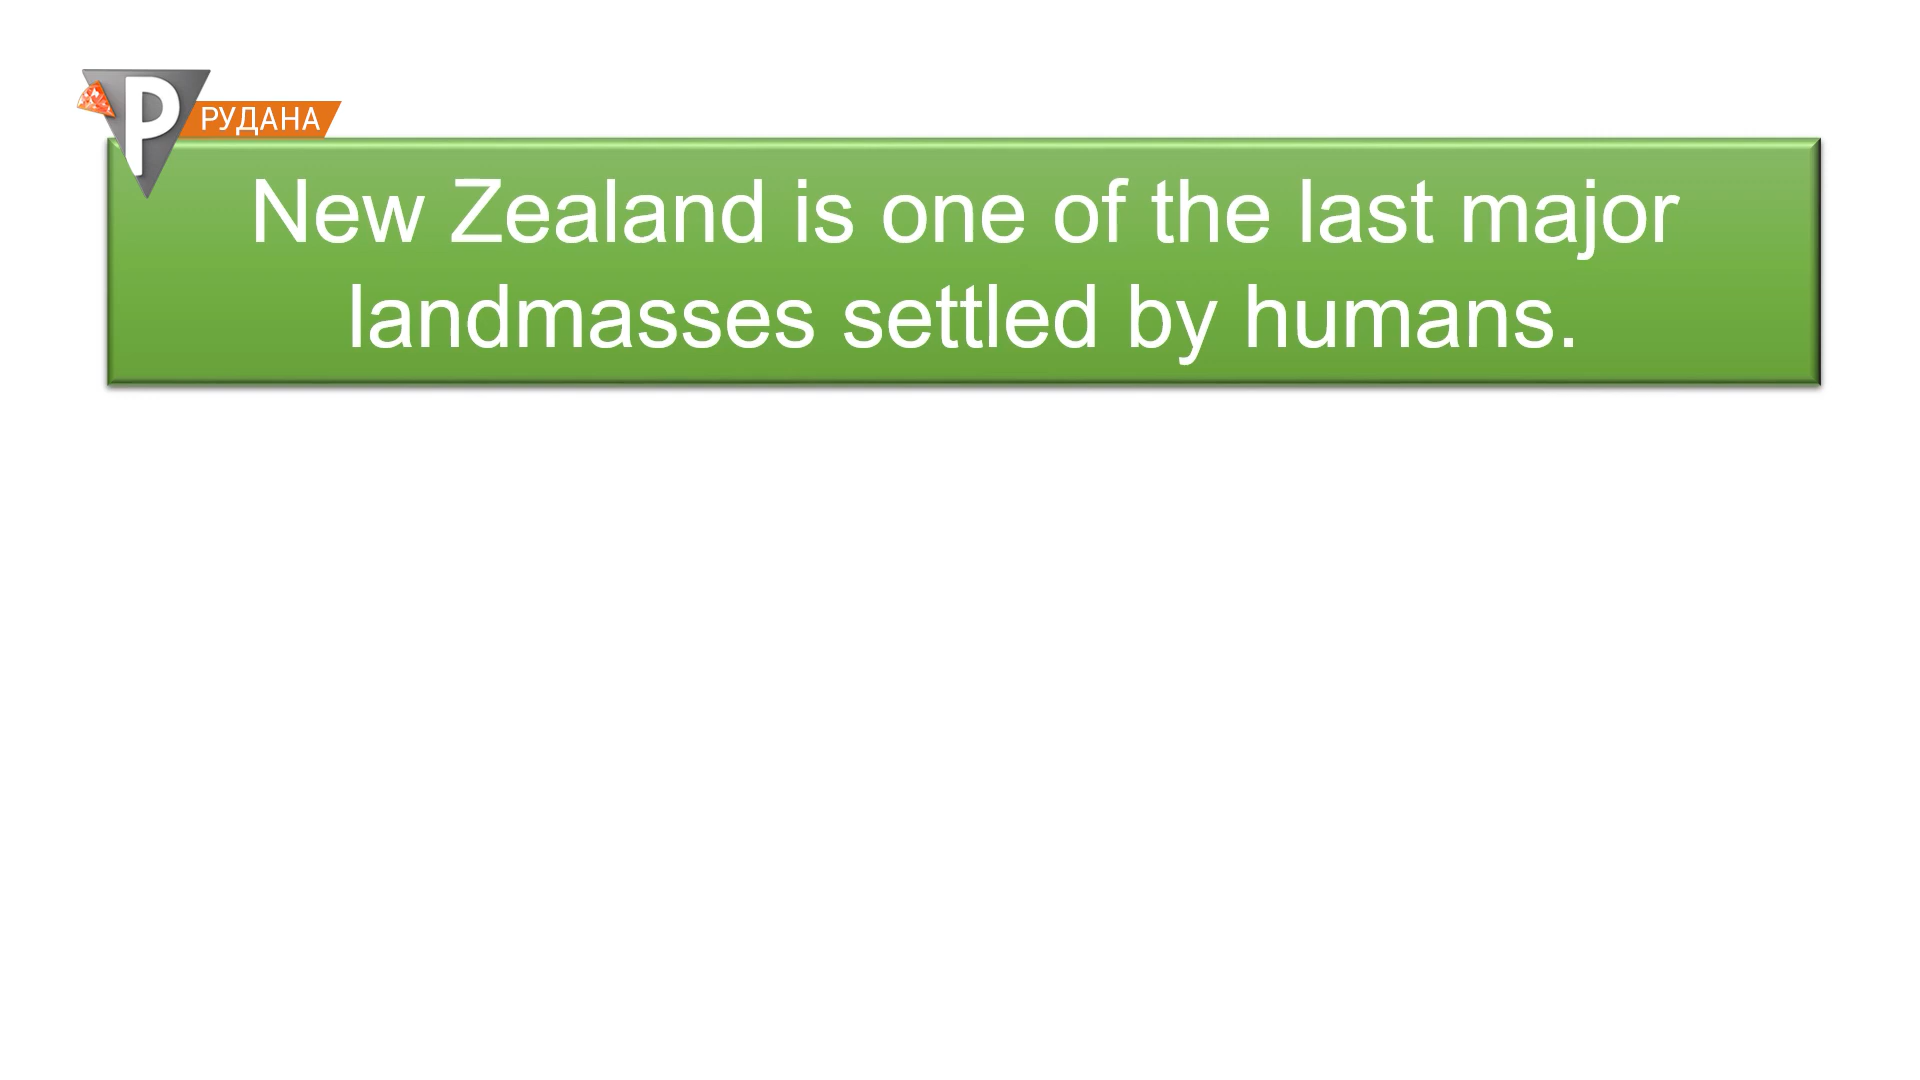 Р РУДАНА
New Zealand is one of the last major
landmasses settled by humans.